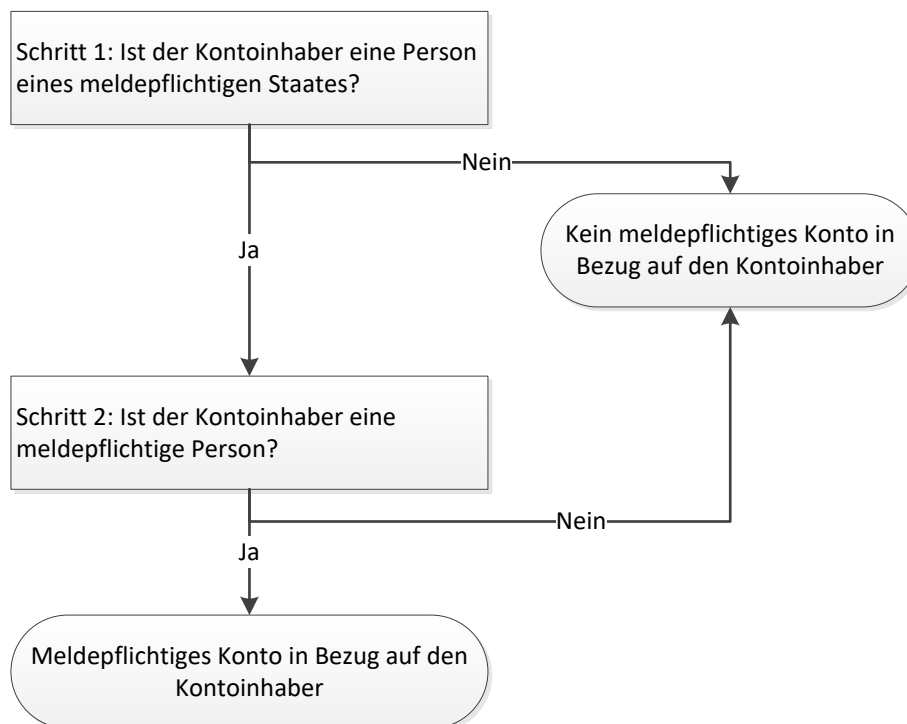 Schritt 1: Ist der Kontoinhaber eine Person
eines meldepflichtigen Staates?
Nein
Ja
Kein meldepflichtiges Konto in
Bezug auf den Kontoinhaber
Schritt 2: Ist der Kontoinhaber eine
meldepflichtige Person?
Nein
Ja
Meldepflichtiges Konto in Bezug auf den
Kontoinhaber